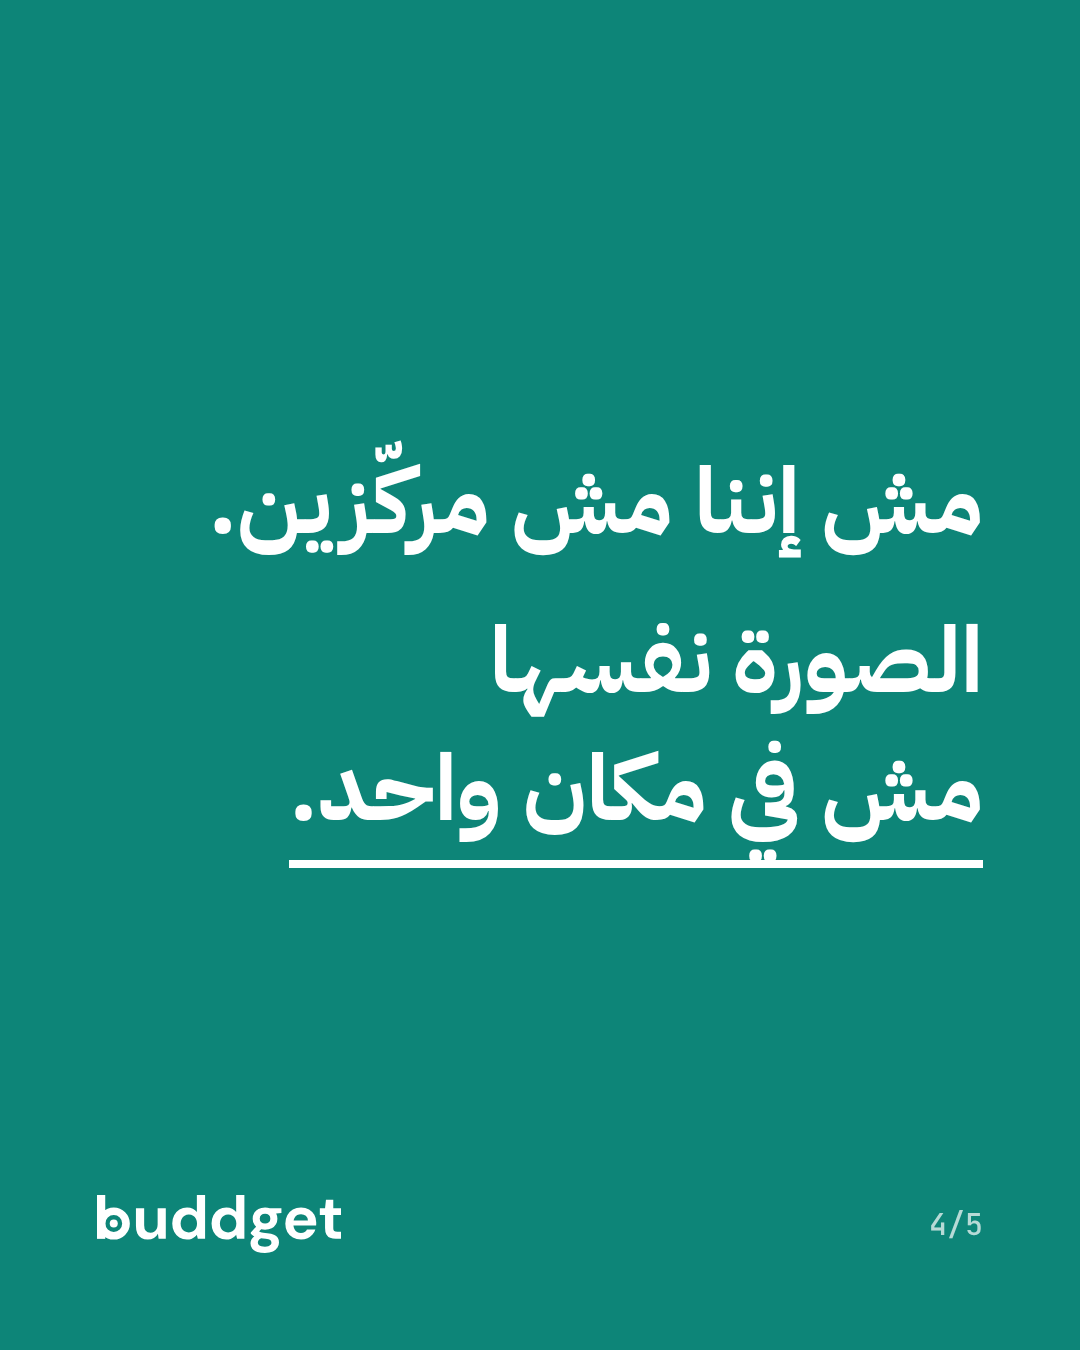 مش إننا مش مركّزين.
الصورة نفسها
مش في مكان واحد.
buddget
4/5